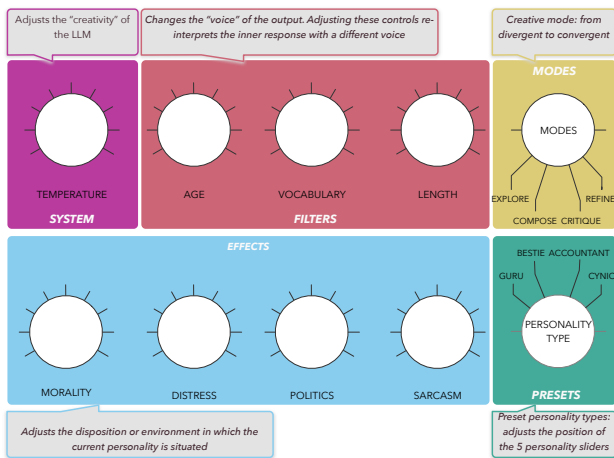 Adjusts the “creativity” of
the LLM
Changes the “voice” of the output. Adjusting these controls re-
interprets the inner response with a different voice
Creative mode: from
divergent to convergent
MODES
MODES
TEMPERATURE
AGE
VOCABULARY
LENGTH
EXPLORE
REFINE
COMPOSE CRITIQUE
SYSTEM
FILTERS
EFFECTS
BESTIE ACCOUNTANT
GURU
CYNIC
PERSONALITY
TYPE
MORALITY
DISTRESS
POLITICS
SARCASM
PRESETS
Adjusts the disposition or environment in which the
current personality is situated
Preset personality types:
adjusts the position of
the 5 personality sliders